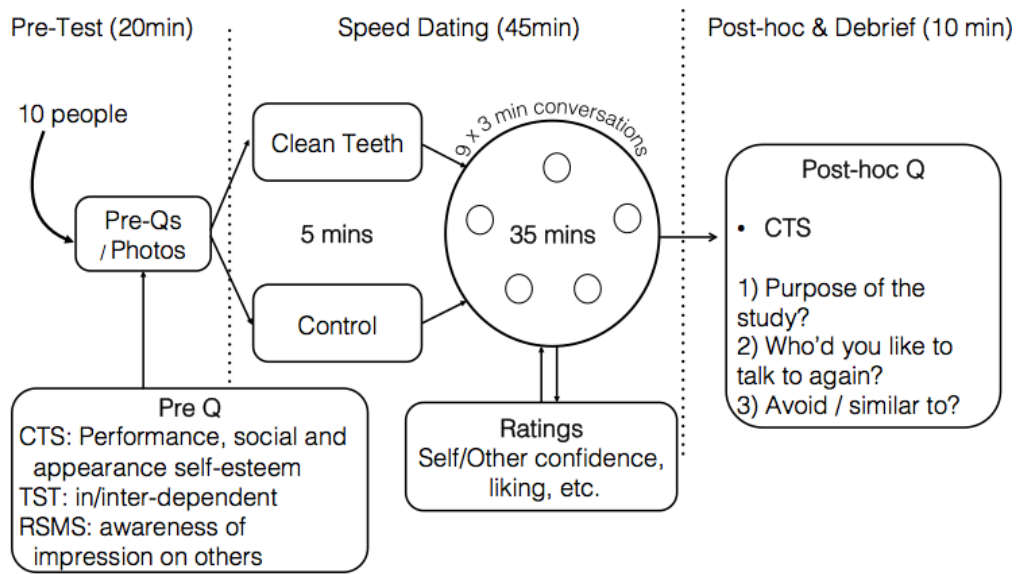 Pre-Test (20min)
Speed Dating (45min)
Post-hoc & Debrief (10 min)
10 people
Pre-Qs
/ Photos
Clean Teeth
5 mins
Control
9 x 3 min conversations
35 mins
Post-hoc Q
• CTS
1) Purpose of the
study?
2) Who'd you like to
talk to again?
3) Avoid / similar to?
Pre Q
CTS: Performance, social and
appearance self-esteem
TST: in/inter-dependent
RSMS: awareness of
impression on others
Ratings
Self/Other confidence,
liking, etc.